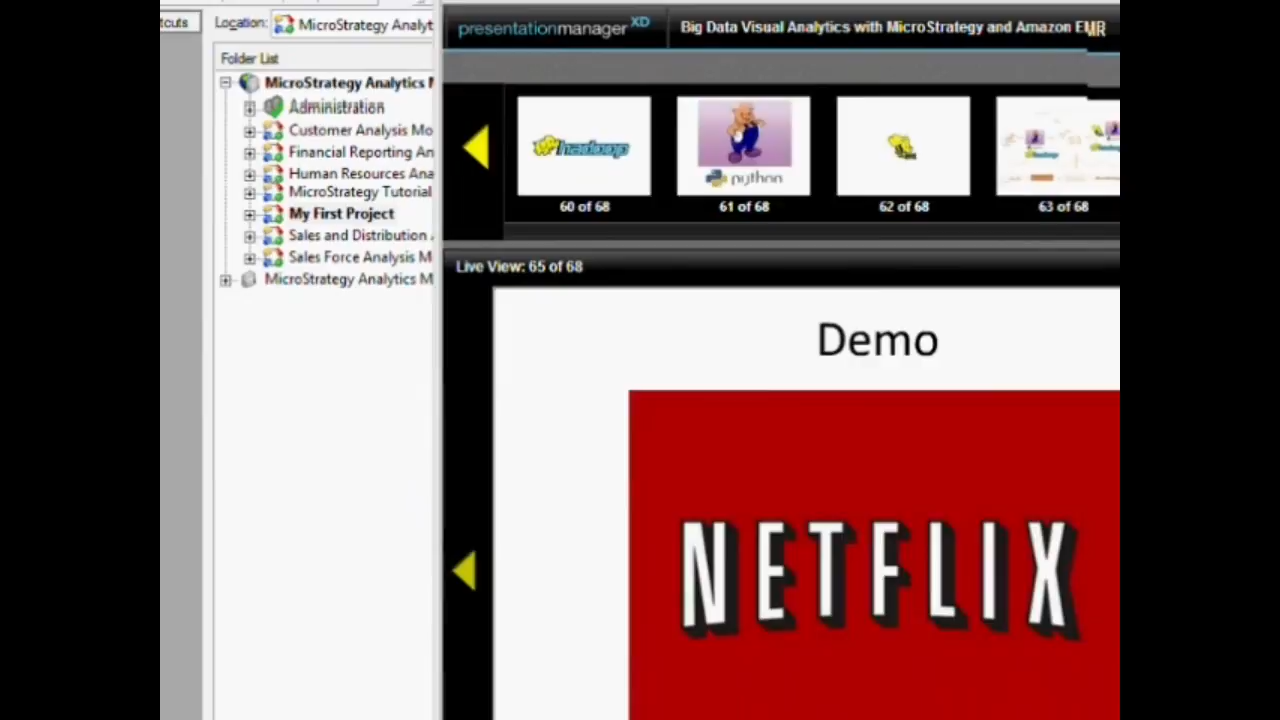 tcuts
Location: MicroStrategy Analyt
Folder List
MicroStrategy Analytics M
Administration
Customer Analysis Mo
Financial Reporting An
Human Resources Ana
MicroStrategy Tutorial
My First Project
Sales and Distribution
Sales Force Analysis M
MicroStrategy Analytics M
presentationmanager XD
Big Data Visual Analytics with MicroStrategy and Amazon EMR
hadoop
python
60 of 68
61 of 68
62 of 68
63 of 68
Live View: 65 of 68
Demo
NETFLIX